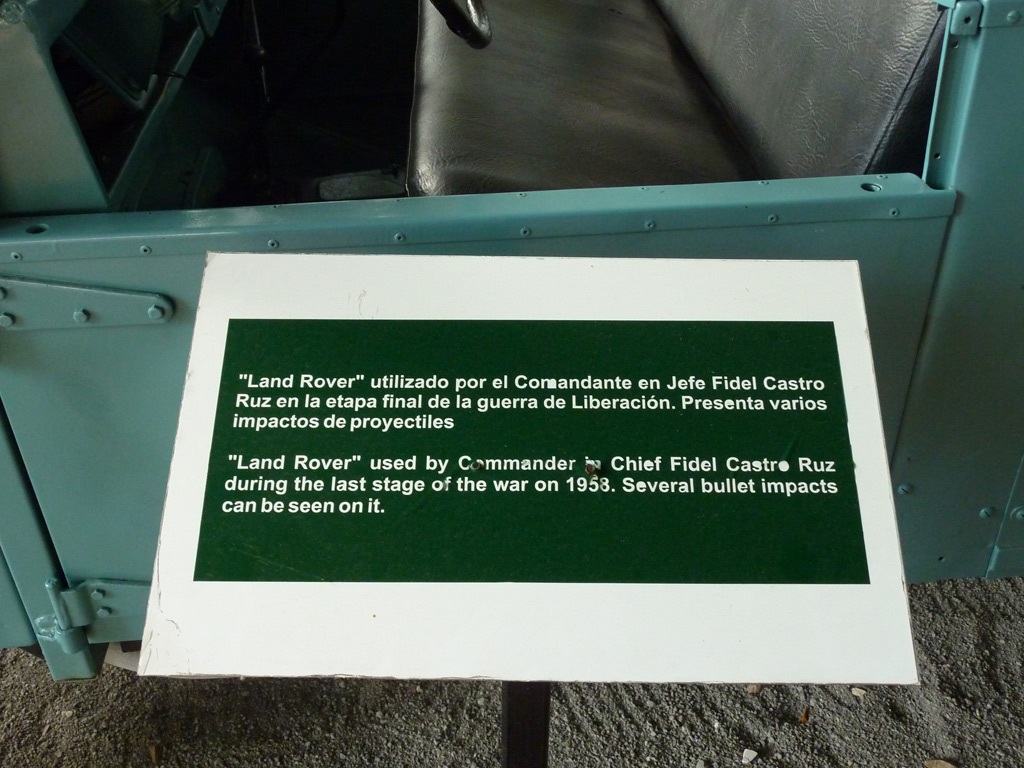 "Land Rover" utilizado por el Comandante en Jefe Fidel Castro
Ruz en la etapa final de la guerra de Liberación. Presenta varios
impactos de proyectiles
"Land Rover" used by Commander in Chief Fidel Castro Ruz
during the last stage of the war on 1958. Several bullet impacts
can be seen on it.